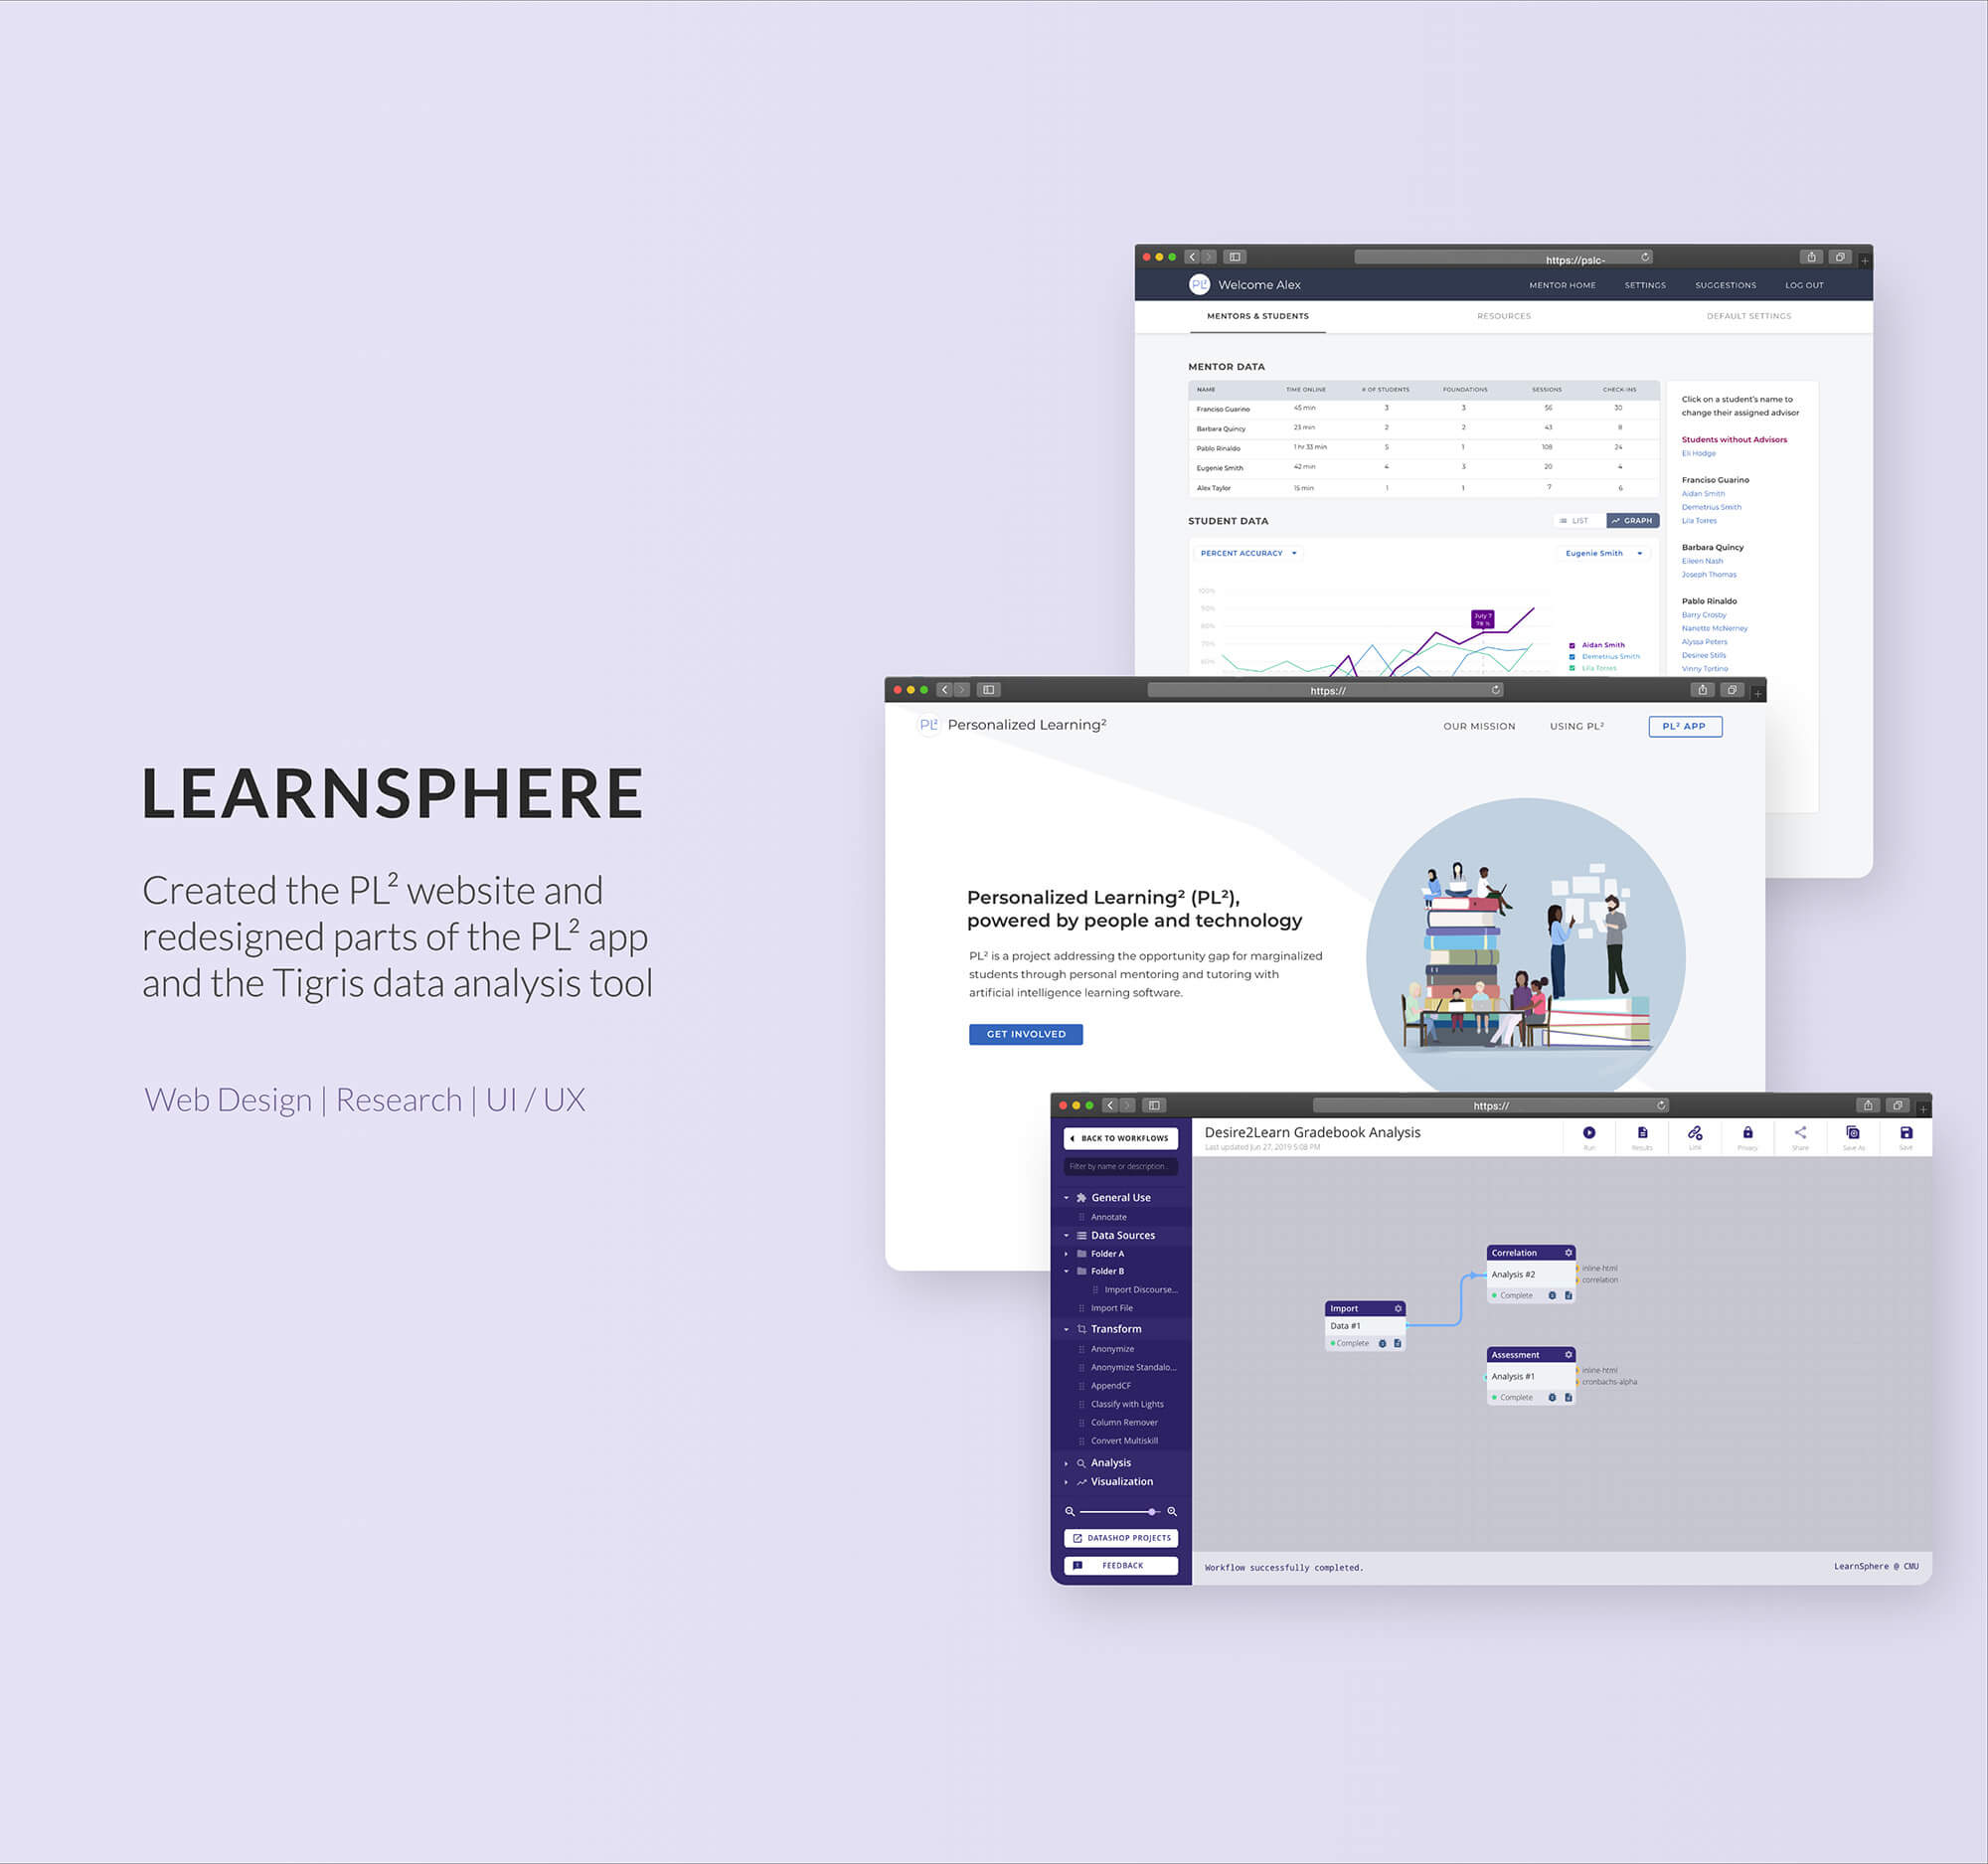 LEARNSPHERE
Created the PL² website and
redesigned parts of the PL² app
and the Tigris data analysis tool
Web Design | Research | UI / UX
https://pslc-
PL² Welcome Alex
MENTOR HOME SETTINGS SUGGESTIONS LOG OUT
MENTORS & STUDENTS RESOURCES DEFAULT SETTINGS
MENTOR DATA
NAME TIME ONLINE # OF STUDENTS FOUNDATIONS SESSIONS CHECK-INS
Franciso Guarino 45 min 3 3 56 30
Barbara Quincy 23 min 2 2 43 8
Pablo Rinaldo 1 hr 33 min 5 1 108 24
Eugenie Smith 42 min 4 3 20 4
Alex Taylor 15 min 1 1 7 6
Click on a student's name to
change their assigned advisor
Students without Advisors
Eli Hodge
Franciso Guarino
Aidan Smith
Demetrius Smith
Lila Torres
Barbara Quincy
Eileen Nash
Joseph Thomas
Pablo Rinaldo
Barry Crosby
Nanette McNerney
Alyssa Peters
Desiree Stills
Vinny Tortino
STUDENT DATA LIST GRAPH
PERCENT ACCURACY Eugenie Smith
100%
90%
80%
70%
60%
July 7
78 %
Aidan Smith
Demetrius Smith
Lila Torres
https://
PL² Personalized Learning²
OUR MISSION USING PL² PL² APP
Personalized Learning² (PL²),
powered by people and technology
PL² is a project addressing the opportunity gap for marginalized
students through personal mentoring and tutoring with
artificial intelligence learning software.
GET INVOLVED
https://
BACK TO WORKFLOWS
Filter by name or description...
General Use
Annotate
Data Sources
Folder A
Folder B
Import Discourse...
Import File
Transform
Anonymize
Anonymize Standalo...
AppendCF
Classify with Lights
Column Remover
Convert Multiskill
Analysis
Visualization
DATASHOP PROJECTS
FEEDBACK
Desire2Learn Gradebook Analysis
Last updated Jun 27, 2019 5:08 PM
Run Results Link Privacy Share Save As Save
Import
Data #1
Complete
Correlation
Analysis #2
Complete
inline-html
correlation
Assessment
Analysis #1
Complete
inline-html
cronbachs-alpha
Workflow successfully completed.
LearnSphere @ CMU